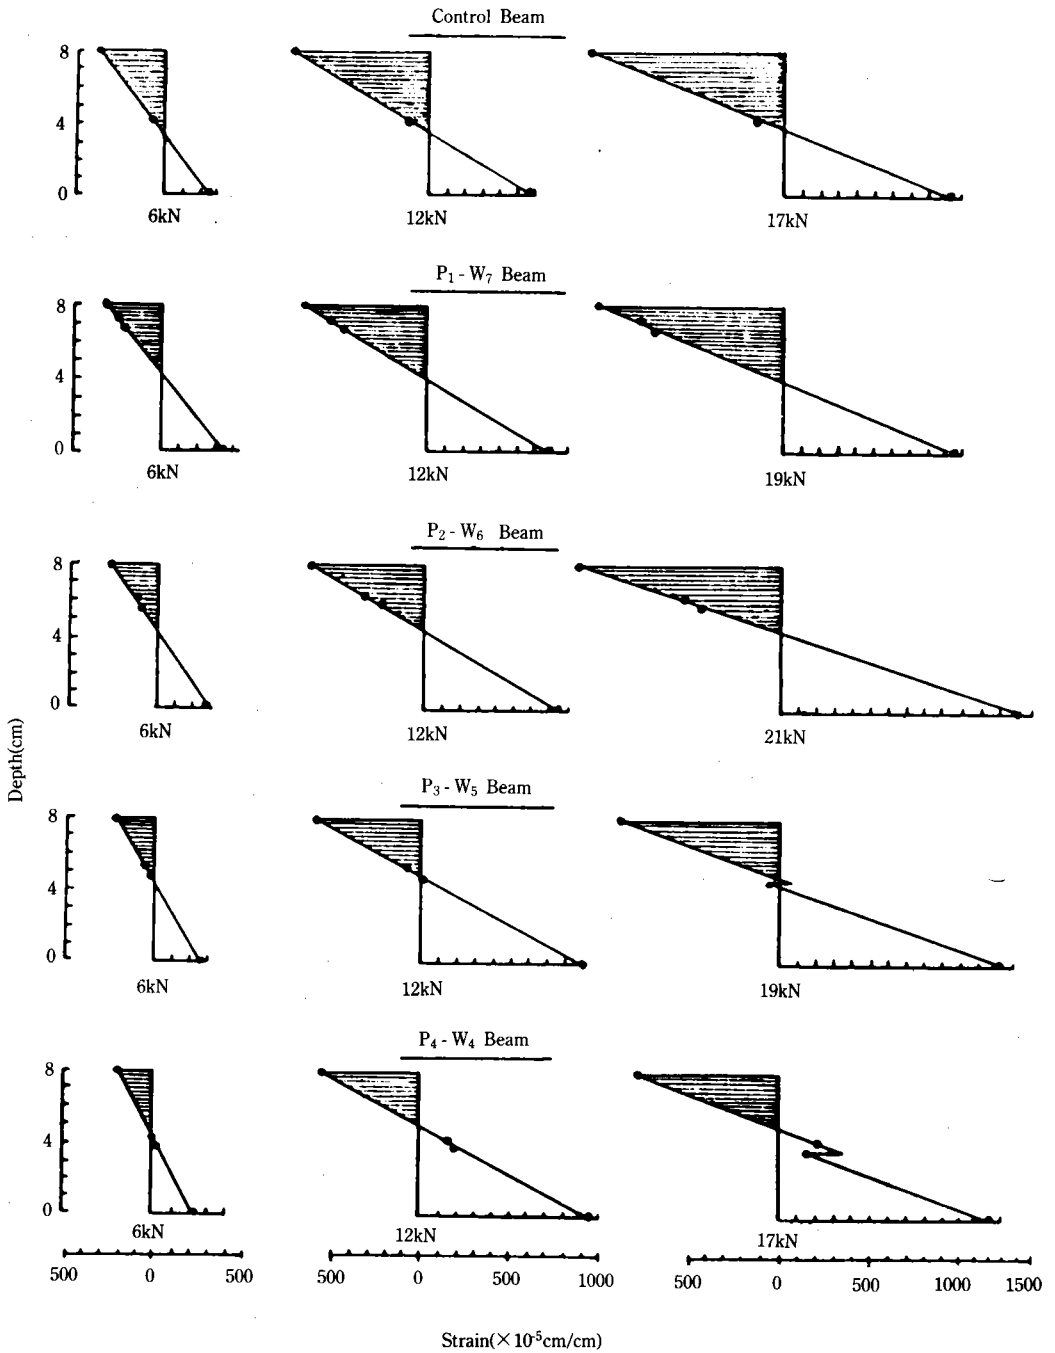 Control Beam
8
4
0
6kN
12kN
17kN
P₁ - W₇ Beam
8
4
0
6kN
12kN
19kN
P₂ - W₆ Beam
8
4
0
6kN
12kN
21kN
Depth(cm)
P₃ - W₅ Beam
8
4
0
6kN
12kN
19kN
P₄ - W₄ Beam
8
4
0
6kN
12kN
17kN
500 0 500
500 0 500 1000
500 0 500 1000 1500
Strain(×10⁻⁵cm/cm)